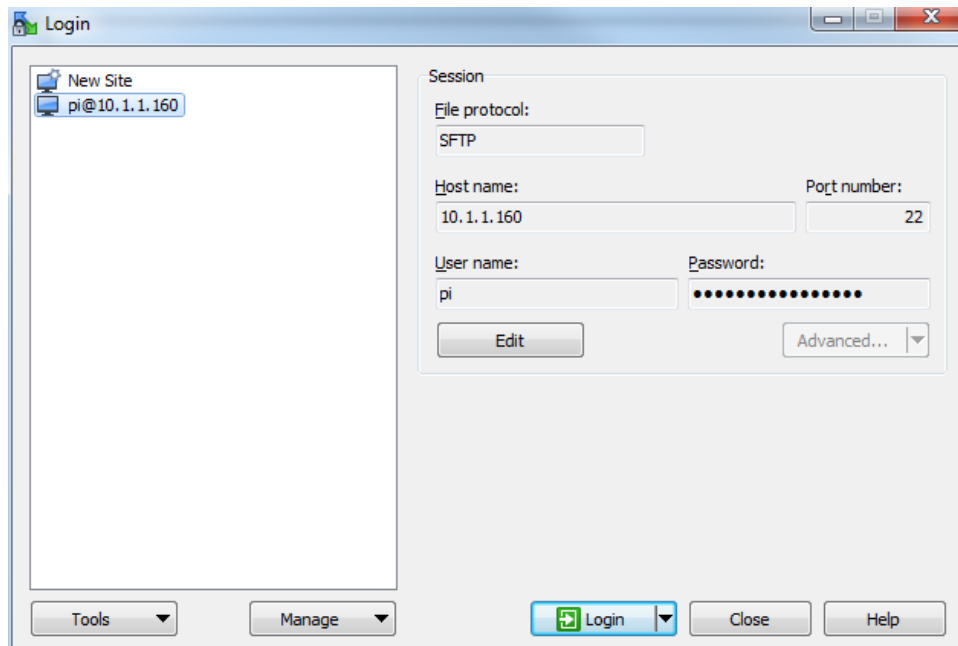 Login
New Site
pi@10.1.1.160
Session
File protocol:
SFTP
Host name:
Port number:
10.1.1.160
22
User name:
Password:
pi
••••••••••••••••
Edit
Advanced...
Tools
Manage
Login
Close
Help